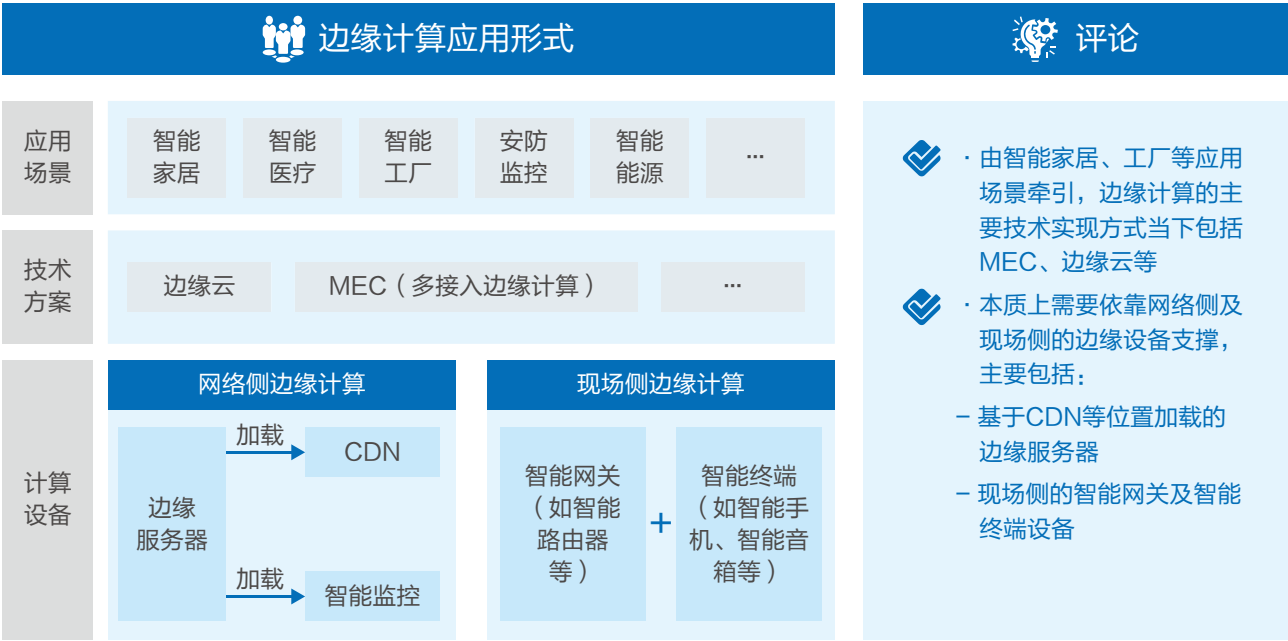 边缘计算应用形式
应用
场景
智能
家居
智能
医疗
智能
工厂
安防
监控
智能
能源
...
技术
方案
边缘云
MEC（多接入边缘计算）
...
计算
设备
网络侧边缘计算
边缘
服务器
加载
CDN
加载
智能监控
现场侧边缘计算
智能网关
（如智能
路由器
等）
+
智能终端
（如智能手
机、智能音
箱等）
评论
· 由智能家居、工厂等应用
场景牵引，边缘计算的主
要技术实现方式当下包括
MEC、边缘云等
· 本质上需要依靠网络侧及
现场侧的边缘设备支撑，
主要包括：
– 基于CDN等位置加载的
边缘服务器
– 现场侧的智能网关及智能
终端设备